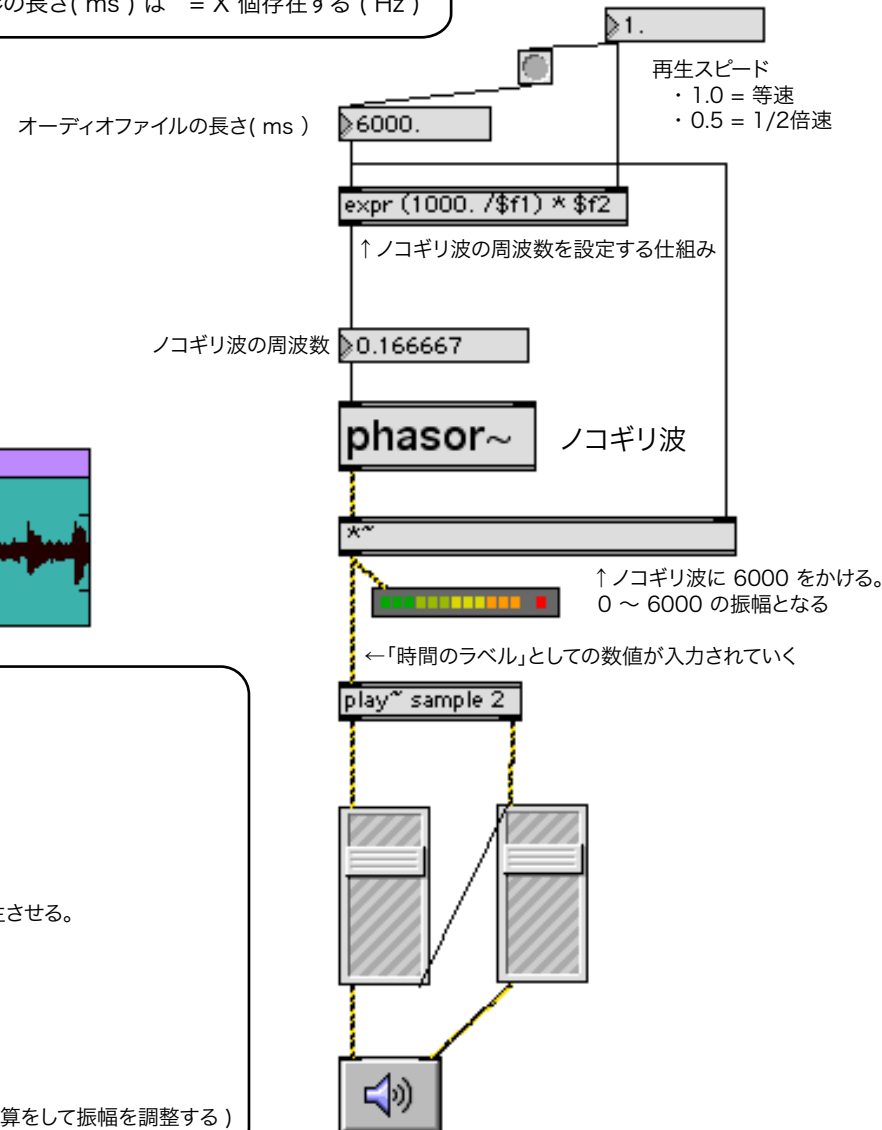 の長さ( ms ) は  = X 個存在する ( Hz )
1.
再生スピード
・ 1.0 = 等速
・ 0.5 = 1/2倍速
オーディオファイルの長さ( ms )
6000.
expr (1000. /$f1) * $f2
↑ノコギリ波の周波数を設定する仕組み
ノコギリ波の周波数
0.166667
phasor~
ノコギリ波
*~
↑ノコギリ波に 6000 をかける。
0 〜 6000 の振幅となる
←「時間のラベル」としての数値が入力されていく
play~ sample 2
させる。
算をして振幅を調整する )